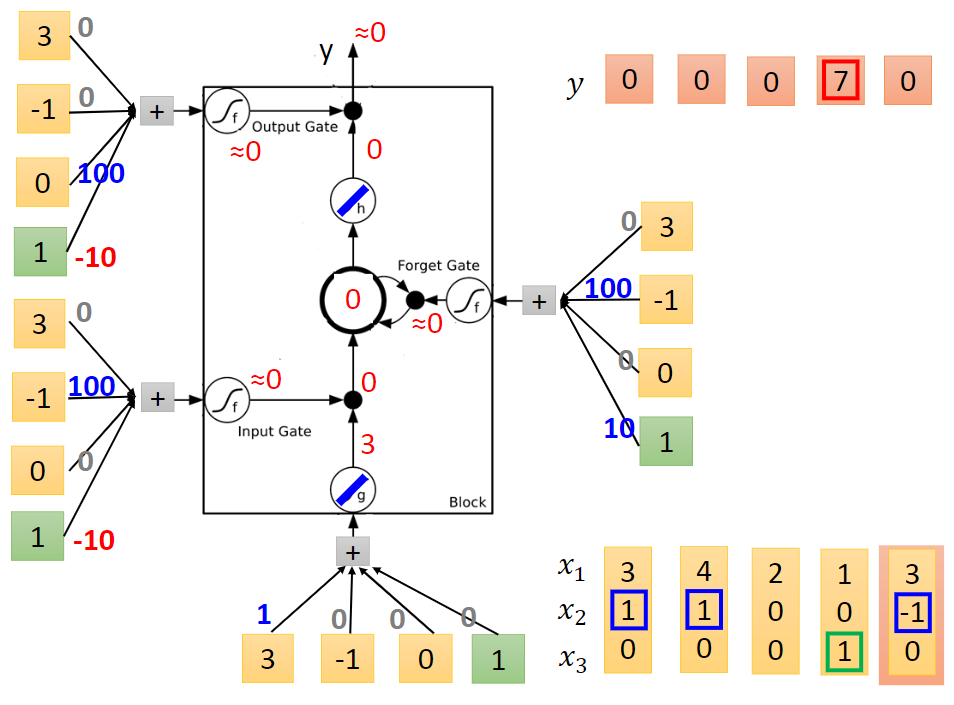 3 0
-1 0
0 100
1 -10
+
f
Output Gate
≈0
y ≈0
0
h
0
Forget Gate
f
≈0
+
0 3
100 -1
0 0
10 1
3 0
-1 100
0 0
1 -10
+
f
Input Gate
≈0
0
3
g
Block
+
1 0 0 0
3 -1 0 1
y 0 0 0 7 0
x₁ 3 4 2 1 3
x₂ 1 1 0 0 -1
x₃ 0 0 0 1 0